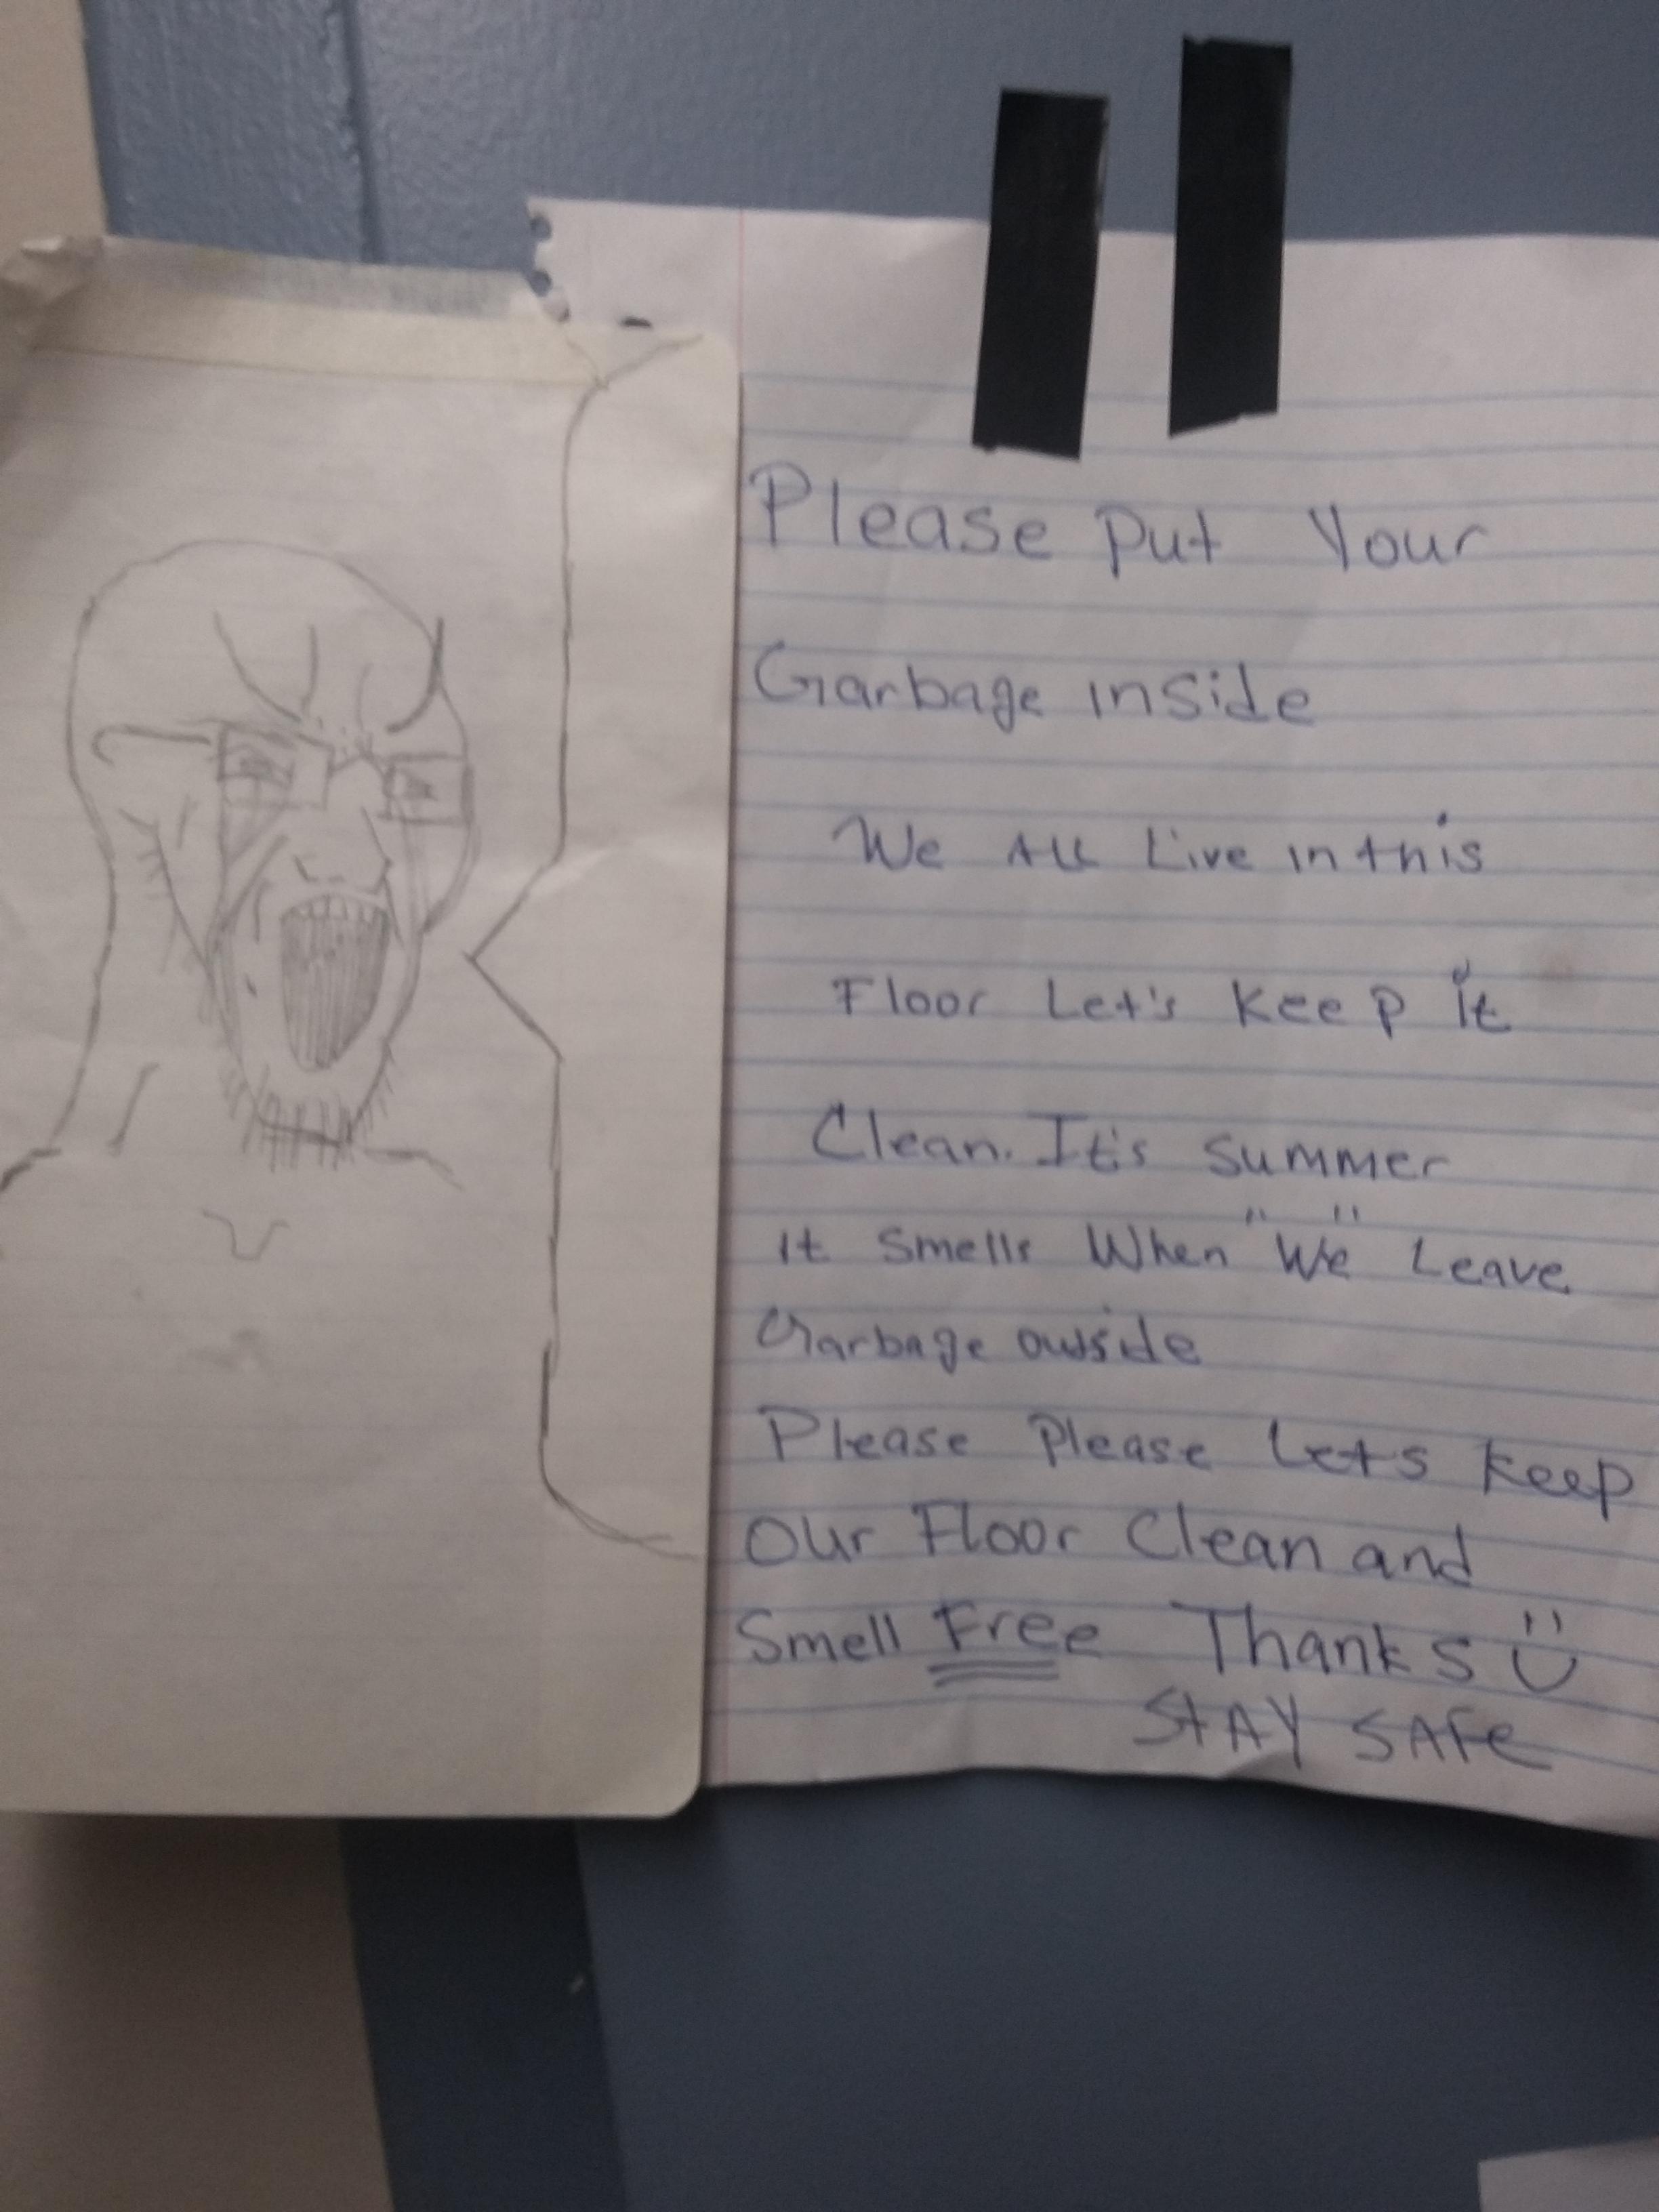 Please Put Your
Garbage inside
We All Live in this
Floor Let's Keep it
Clean. It's summer
It smells When "We" Leave
Garbage outside
Please Please Let's keep
Our Floor Clean and
Smell Free Thanks
STAY SAFe